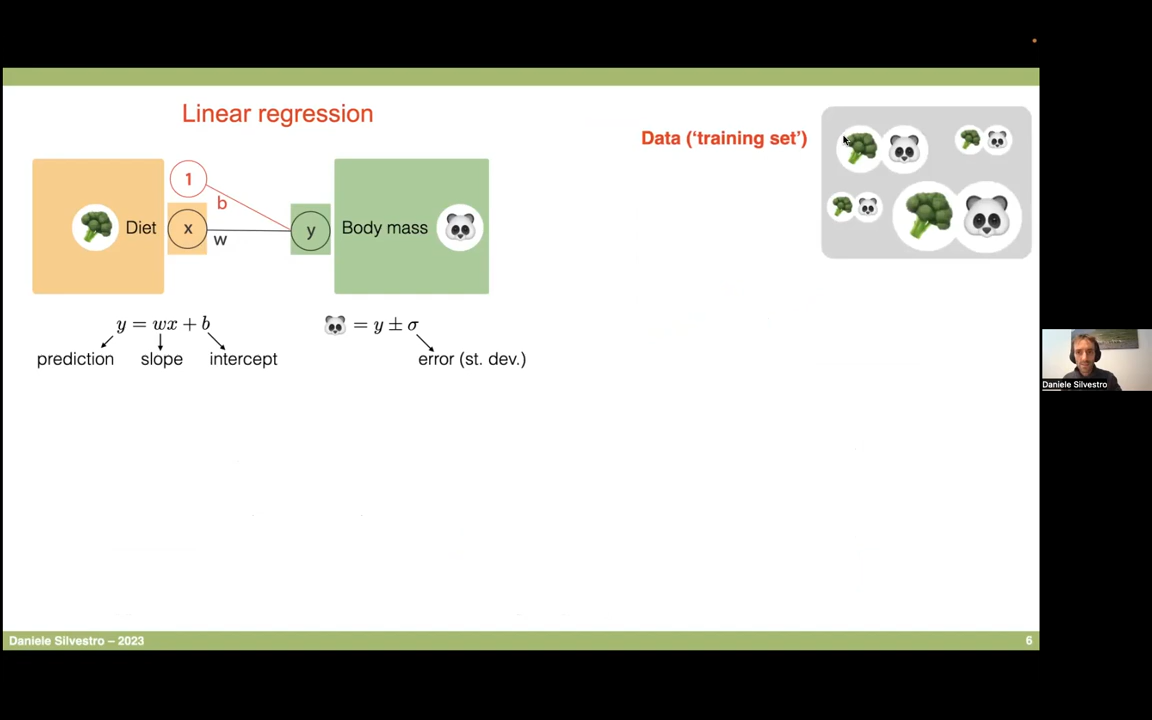 Linear regression
Data (‘training set’)
1
b
Diet
x
w
y
Body mass
y = wx + b
= y ± σ
prediction
slope
intercept
error (st. dev.)
Daniele Silvestro
Daniele Silvestro – 2023
6